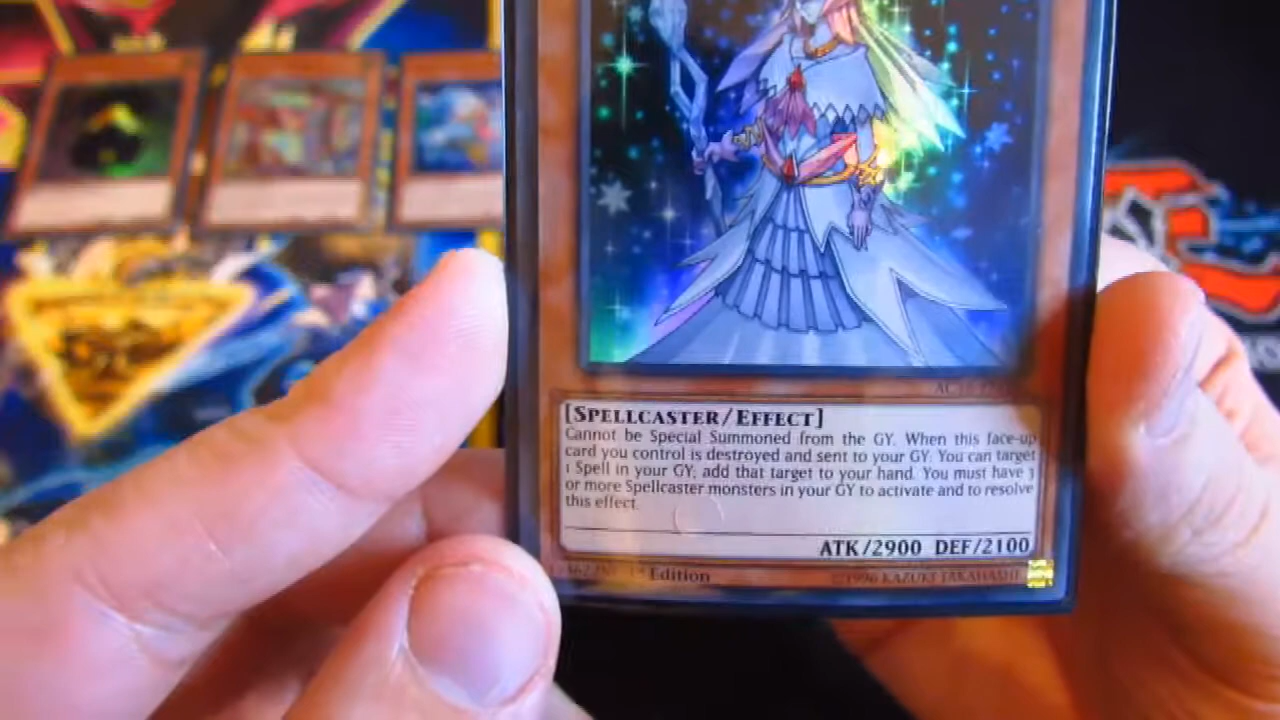 [SPELLCASTER/EFFECT]
Cannot be Special Summoned from the GY. When this face-up
card you control is destroyed and sent to your GY: You can target
1 Spell in your GY; add that target to your hand. You must have 3
or more Spellcaster monsters in your GY to activate and to resolve
this effect.
ATK/2900 DEF/2100
1st Edition
©1996 KAZUKI TAKAHASHI